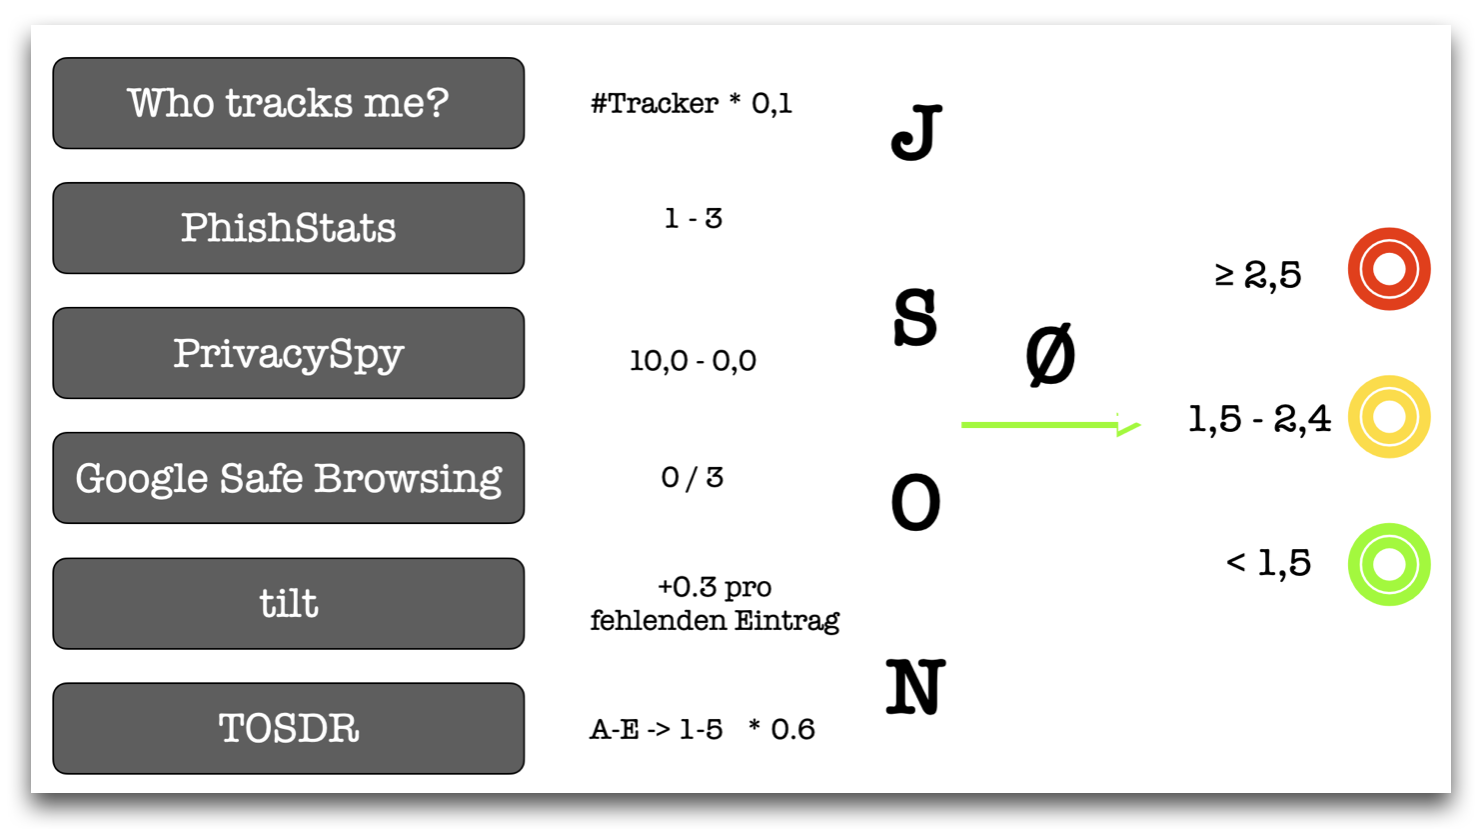 Who tracks me?
#Tracker * 0,1
PhishStats
1 - 3
PrivacySpy
10,0 - 0,0
Google Safe Browsing
0 / 3
tilt
+0.3 pro
fehlenden Eintrag
TOSDR
A-E -> 1-5 * 0.6
J
S
O
N
Ø
≥ 2,5
1,5 - 2,4
< 1,5